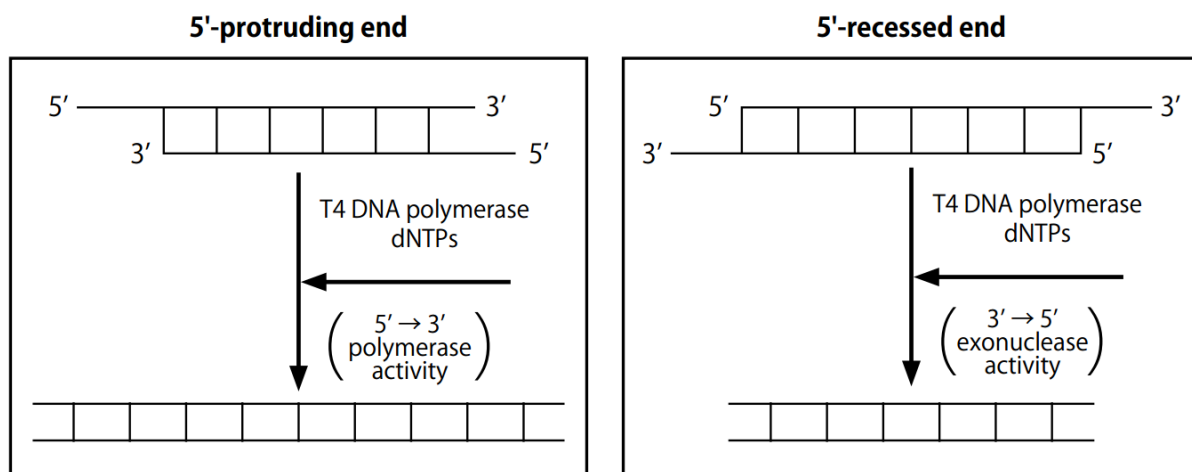 5'-protruding end
5′
3′
3′
5′
T4 DNA polymerase
dNTPs
5′ → 3′
polymerase
activity
5'-recessed end
5′
3′
3′
5′
T4 DNA polymerase
dNTPs
3′ → 5′
exonuclease
activity